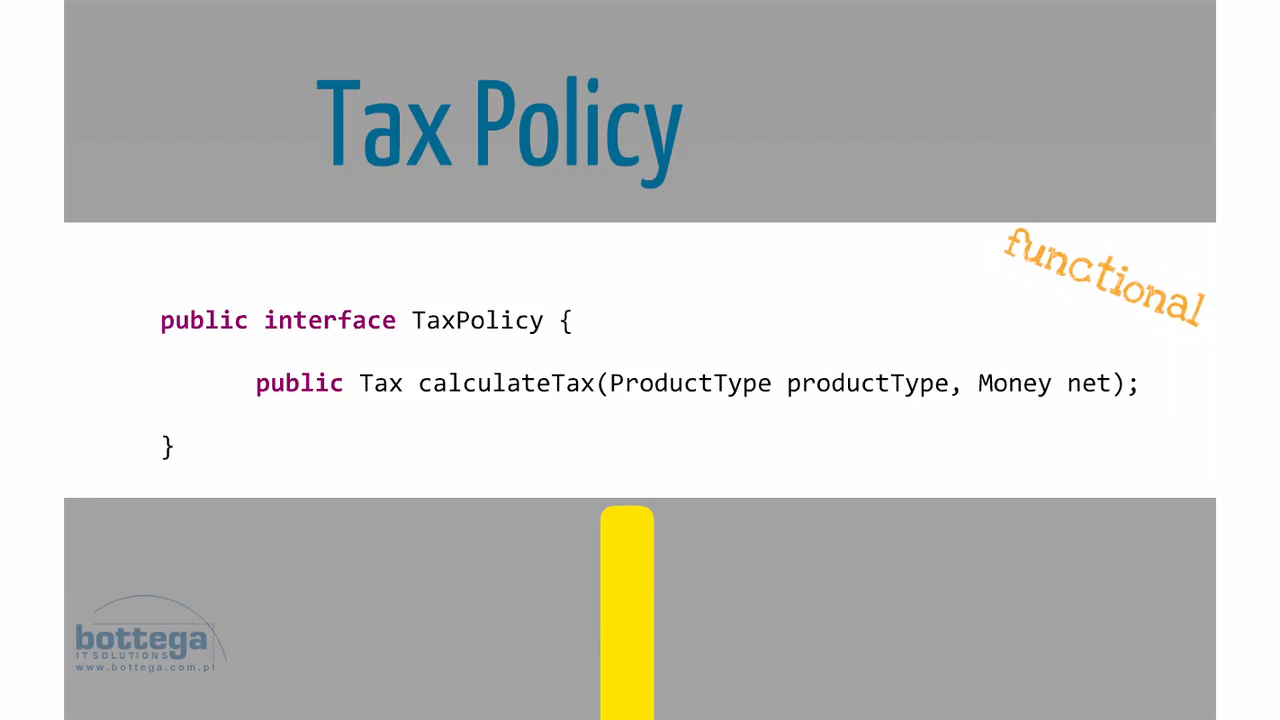 Tax Policy
functional
public interface TaxPolicy {
public Tax calculateTax(ProductType productType, Money net);
}
bottega
IT SOLUTIONS
www.bottega.com.pl